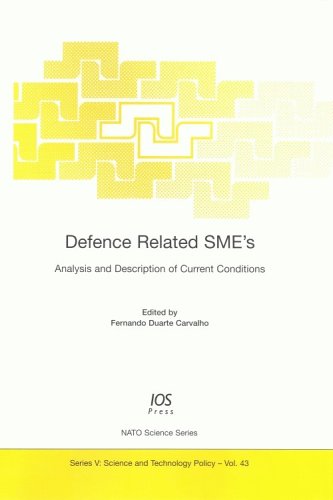 Defence Related SME's
Analysis and Description of Current Conditions
Edited by
Fernando Duarte Carvalho
IOS
Press
NATO Science Series
Series V: Science and Technology Policy – Vol. 43